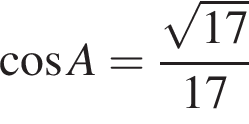 cos A = √17/17